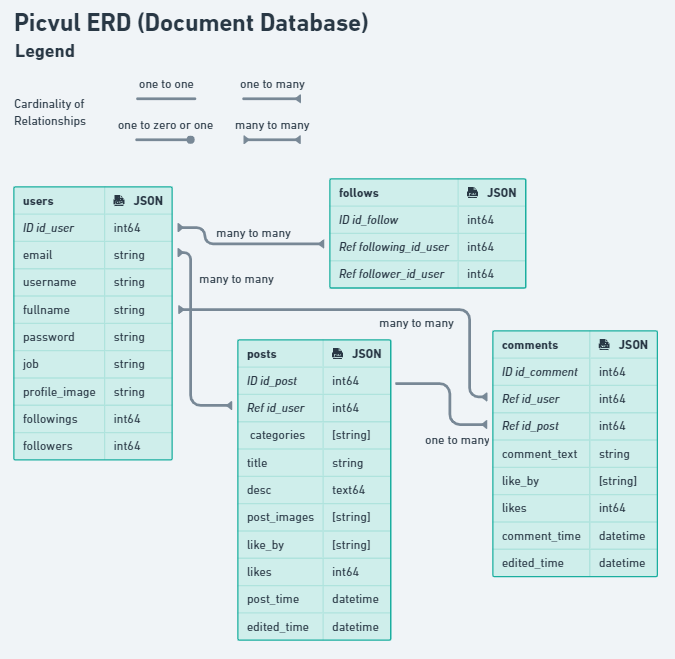 Picvul ERD (Document Database)
Legend
one to one
one to many
Cardinality of
Relationships
one to zero or one
many to many
users JSON
ID id_user int64
email string
username string
fullname string
password string
job string
profile_image string
followings int64
followers int64
follows JSON
ID id_follow int64
Ref following_id_user int64
Ref follower_id_user int64
many to many
many to many
many to many
one to many
posts JSON
ID id_post int64
Ref id_user int64
categories [string]
title string
desc text64
post_images [string]
like_by [string]
likes int64
post_time datetime
edited_time datetime
comments JSON
ID id_comment int64
Ref id_user int64
Ref id_post int64
comment_text string
like_by [string]
likes int64
comment_time datetime
edited_time datetime